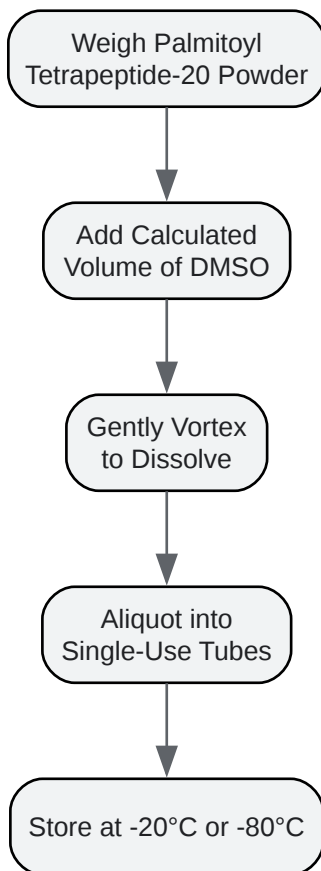 Weigh Palmitoyl
Tetrapeptide-20 Powder
Add Calculated
Volume of DMSO
Gently Vortex
to Dissolve
Aliquot into
Single-Use Tubes
Store at -20°C or -80°C